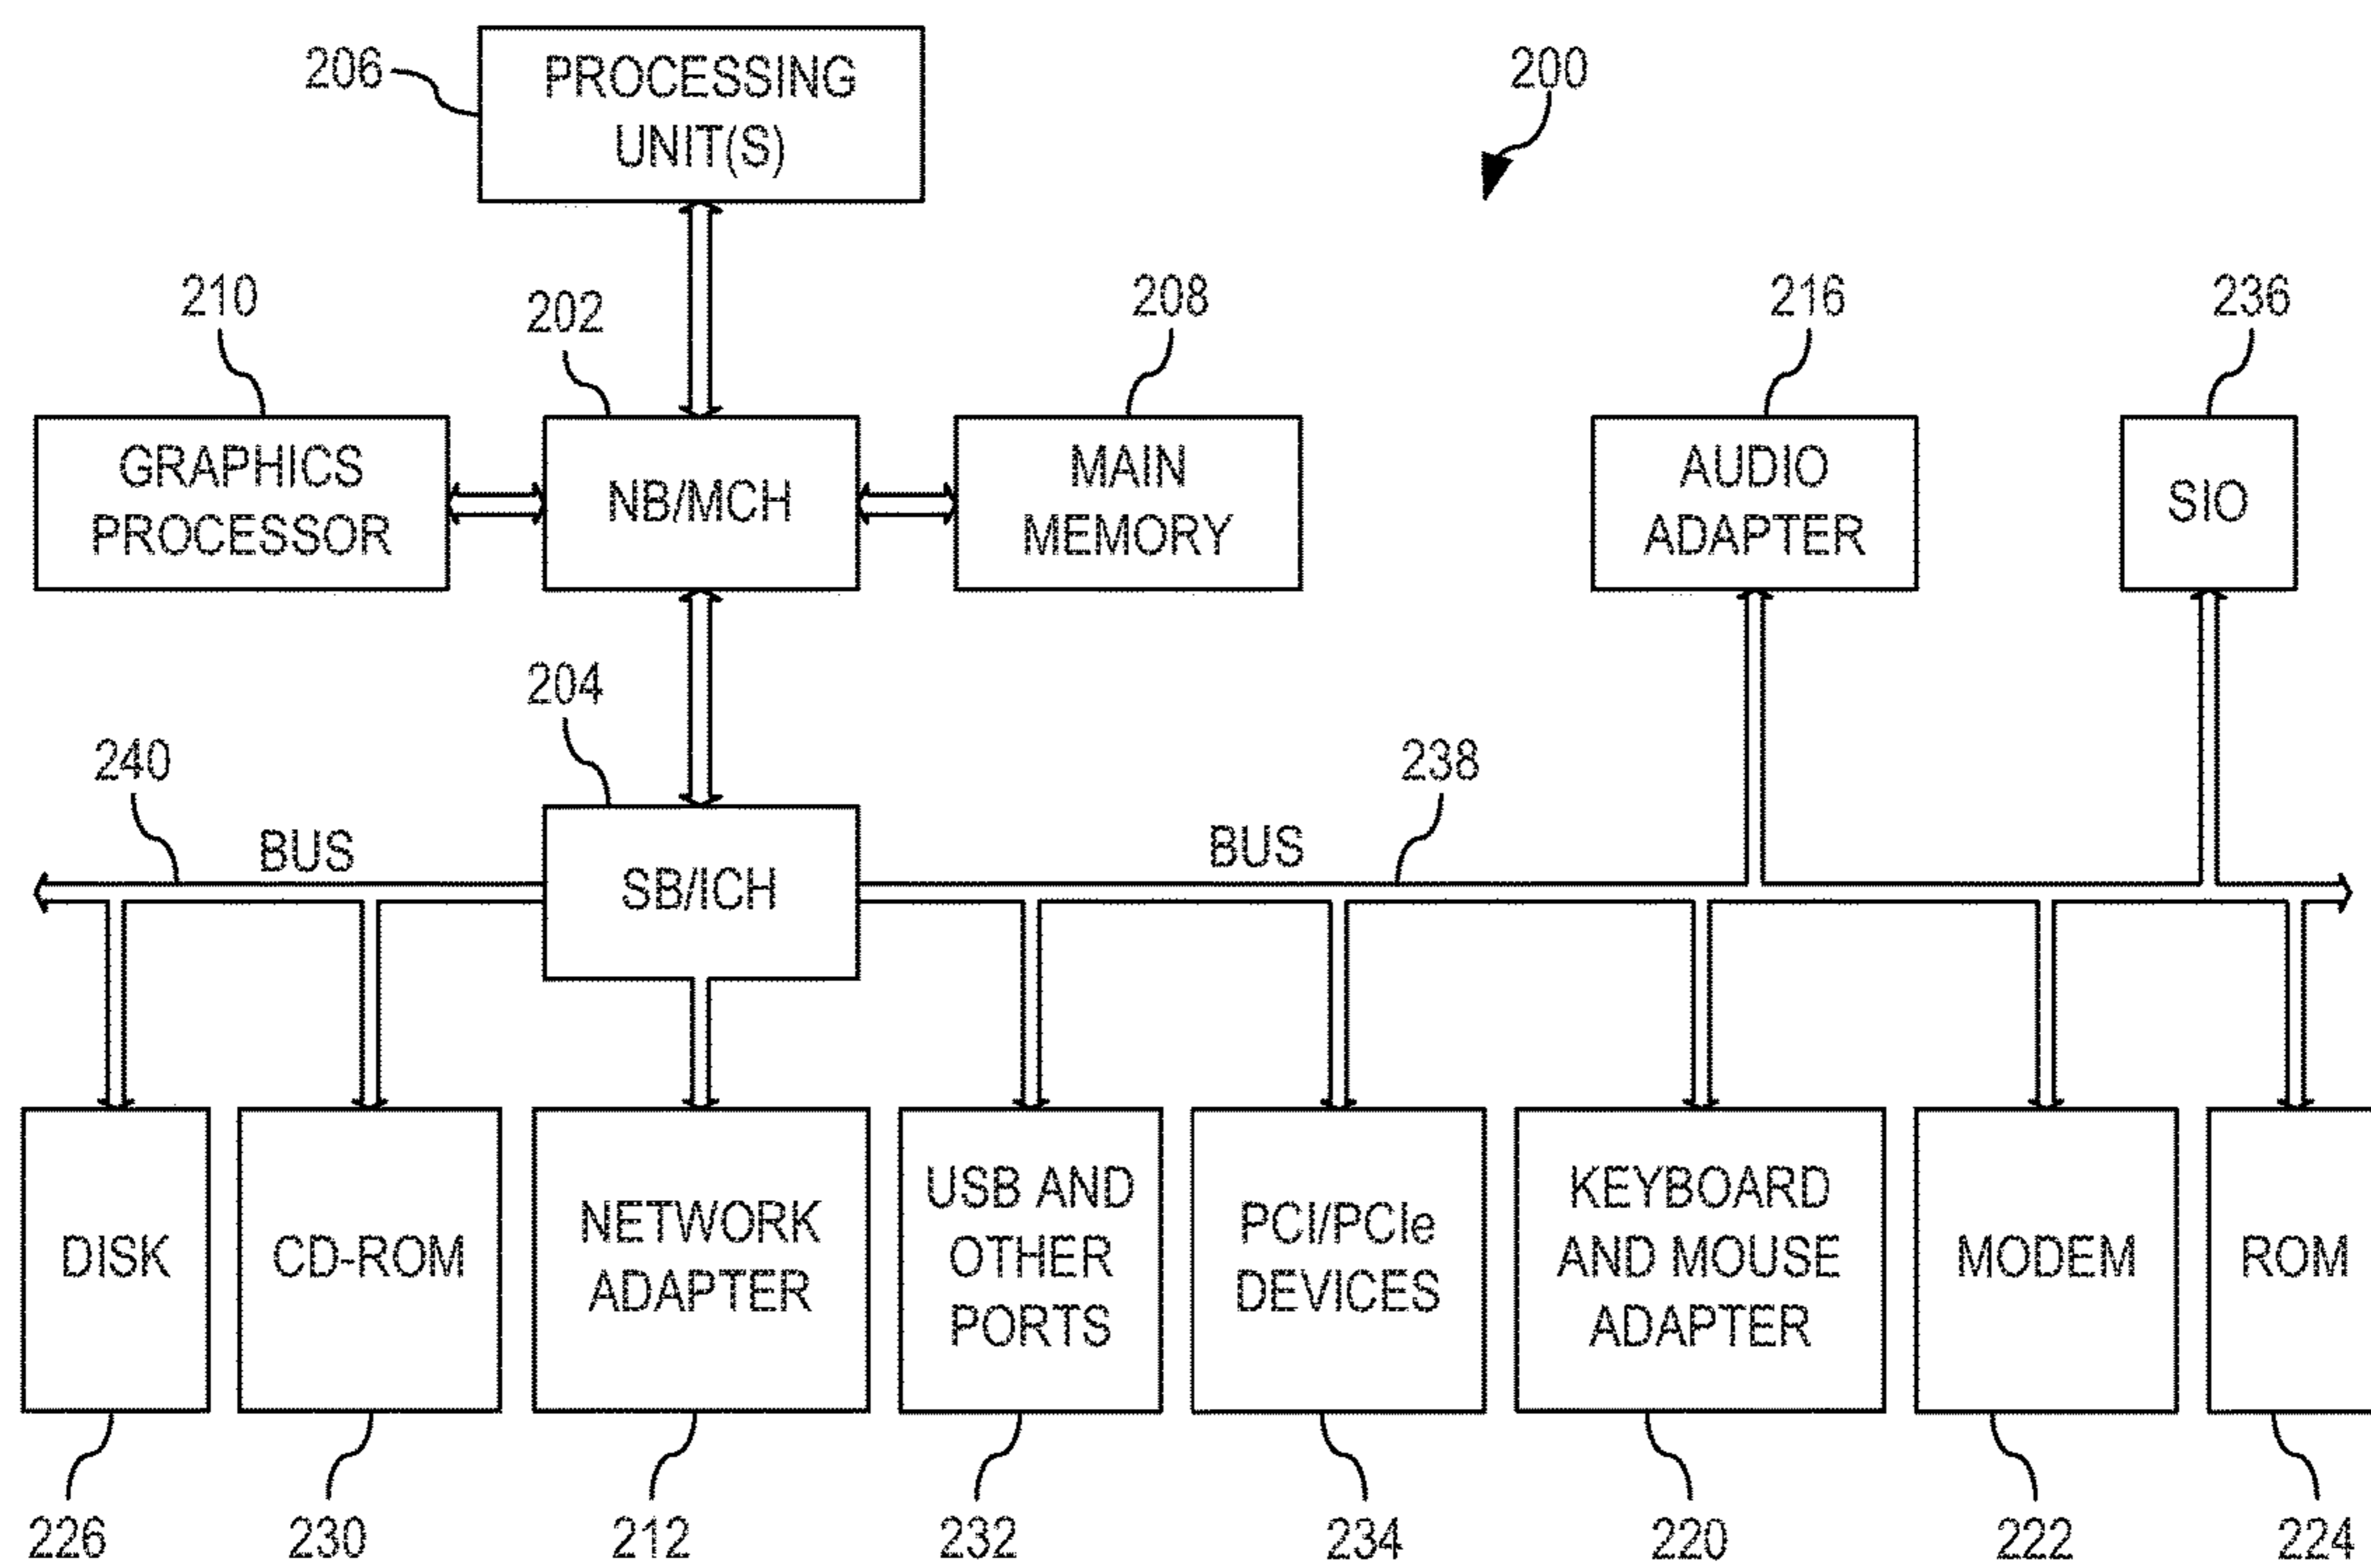 206
PROCESSING
UNIT(S)
200
210
202
208
216
236
GRAPHICS
PROCESSOR
NB/MCH
MAIN
MEMORY
AUDIO
ADAPTER
SIO
204
240
238
BUS
BUS
SB/ICH
DISK
CD-ROM
NETWORK
ADAPTER
USB AND
OTHER
PORTS
PCI/PCIe
DEVICES
KEYBOARD
AND MOUSE
ADAPTER
MODEM
ROM
226
230
212
232
234
220
222
224